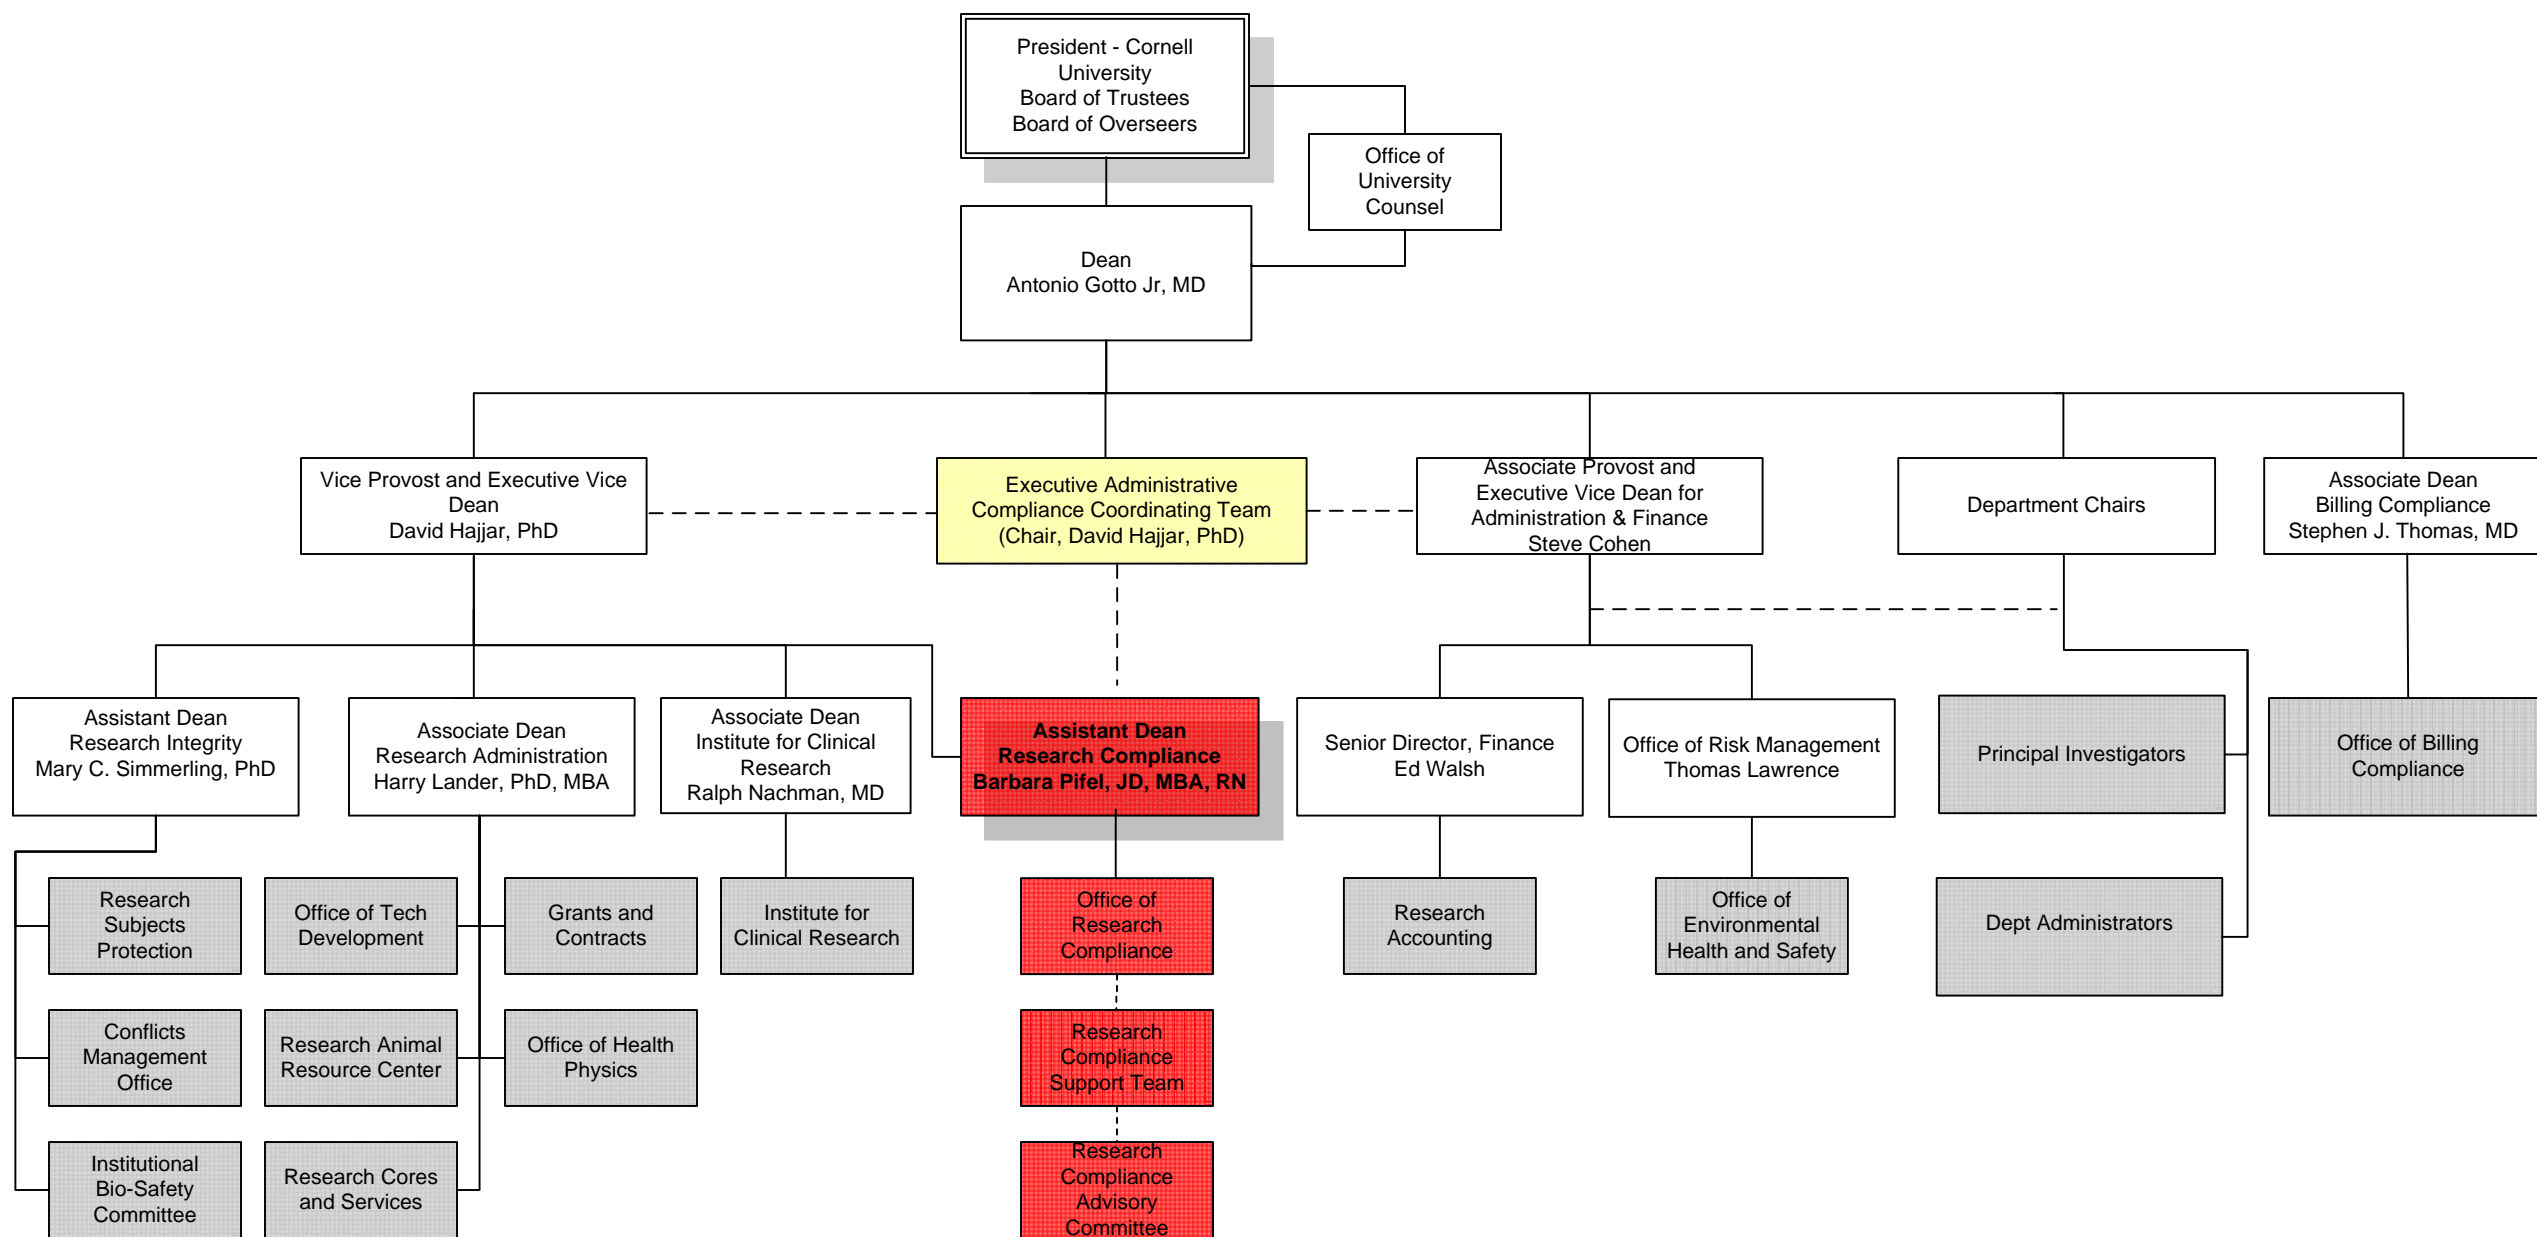 President - Cornell
University
Board of Trustees
Board of Overseers
Office of
University
Counsel
Dean
Antonio Gotto Jr, MD
Vice Provost and Executive Vice
Dean
David Hajjar, PhD
Executive Administrative
Compliance Coordinating Team
(Chair, David Hajjar, PhD)
Associate Provost and
Executive Vice Dean for
Administration & Finance
Steve Cohen
Department Chairs
Associate Dean
Billing Compliance
Stephen J. Thomas, MD
Assistant Dean
Research Integrity
Mary C. Simmerling, PhD
Associate Dean
Research Administration
Harry Lander, PhD, MBA
Associate Dean
Institute for Clinical
Research
Ralph Nachman, MD
Assistant Dean
Research Compliance
Barbara Pifel, JD, MBA, RN
Senior Director, Finance
Ed Walsh
Office of Risk Management
Thomas Lawrence
Principal Investigators
Office of Billing
Compliance
Research
Subjects
Protection
Office of Tech
Development
Grants and
Contracts
Institute for
Clinical Research
Office of
Research
Compliance
Research
Accounting
Office of
Environmental
Health and Safety
Dept Administrators
Conflicts
Management
Office
Research Animal
Resource Center
Office of Health
Physics
Research
Compliance
Support Team
Institutional
Bio-Safety
Committee
Research Cores
and Services
Research
Compliance
Advisory
Committee